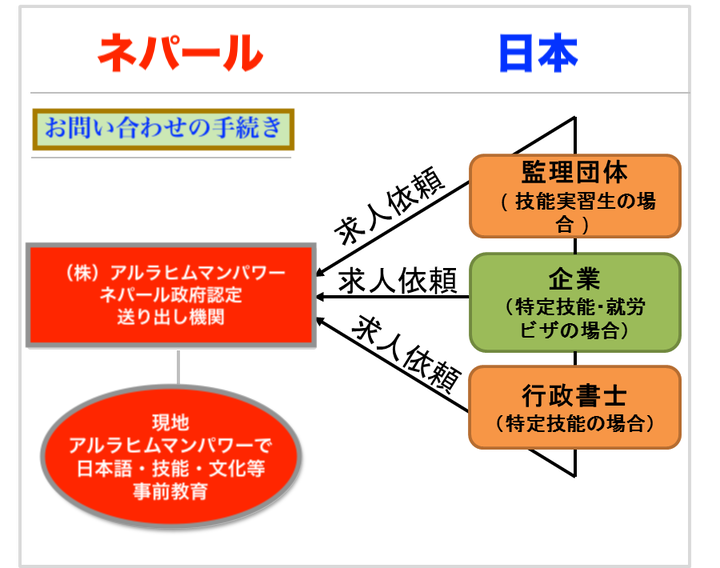 ネパール
日本
お問い合わせの手続き
監理団体
(技能実習生の場
合)
求人依頼
(株)アルラヒムマンパワー
ネパール政府認定
送り出し機関
求人依頼
企業
(特定技能・就労
ビザの場合)
求人依頼
行政書士
(特定技能の場合)
現地
アルラヒムマンパワーで
日本語・技能・文化等
事前教育